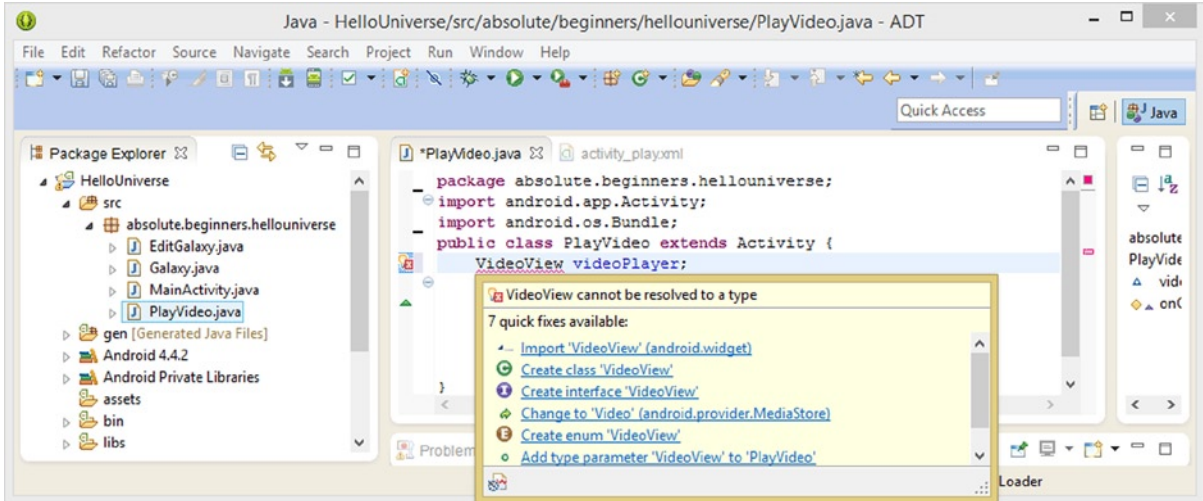 Java - HelloUniverse/src/absolute/beginners/hellouniverse/PlayVideo.java - ADT
File Edit Refactor Source Navigate Search Project Run Window Help
Quick Access
Java
Package Explorer
*PlayVideo.java
activity_play.xml
HelloUniverse
src
absolute.beginners.hellouniverse
EditGalaxy.java
Galaxy.java
MainActivity.java
PlayVideo.java
gen [Generated Java Files]
Android 4.4.2
Android Private Libraries
assets
bin
libs
package absolute.beginners.hellouniverse;
import android.app.Activity;
import android.os.Bundle;
public class PlayVideo extends Activity {
VideoView videoPlayer;
}
VideoView cannot be resolved to a type
7 quick fixes available:
Import 'VideoView' (android.widget)
Create class 'VideoView'
Create interface 'VideoView'
Change to 'Video' (android.provider.MediaStore)
Create enum 'VideoView'
Add type parameter 'VideoView' to 'PlayVideo'
absolute
PlayVide
vid
on
Problem
Loader